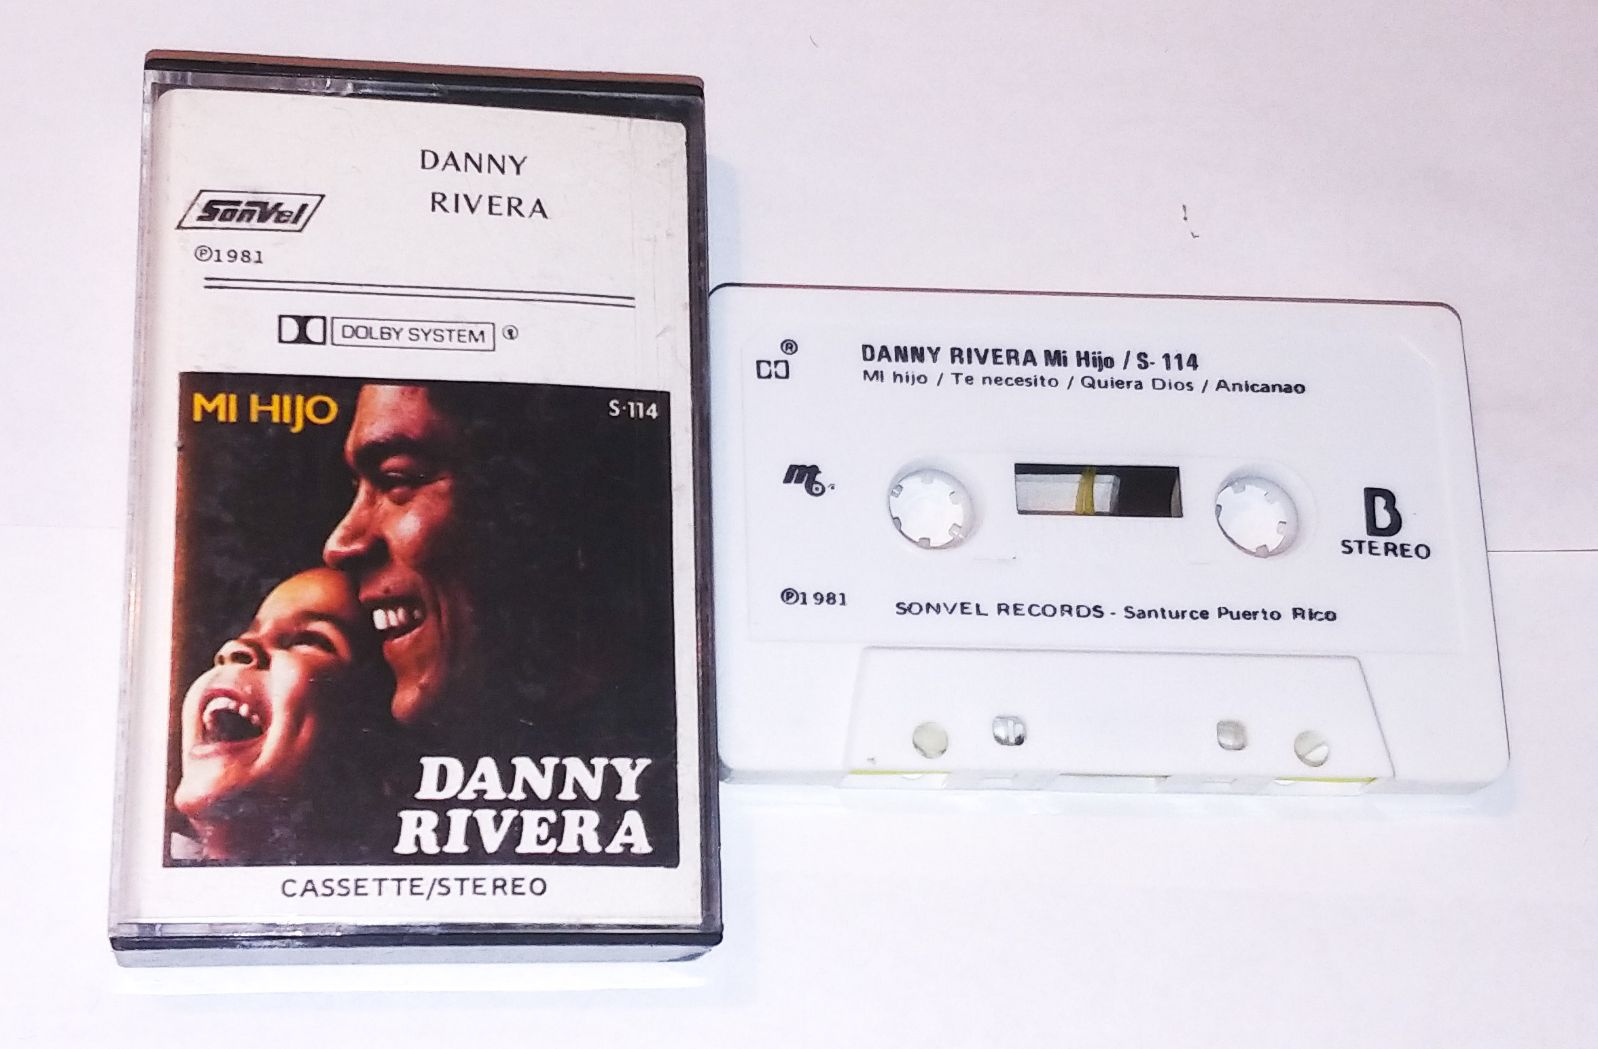 DANNY
RIVERA
SonVel
℗1981
DOLBY SYSTEM ®
MI HIJO
S-114
DANNY
RIVERA
CASSETTE/STEREO
®
DANNY RIVERA Mi Hijo / S- 114
MI hijo / Te necesito / Quiera Dios / Anicanao
B
STEREO
℗1981
SONVEL RECORDS - Santurce Puerto Rico